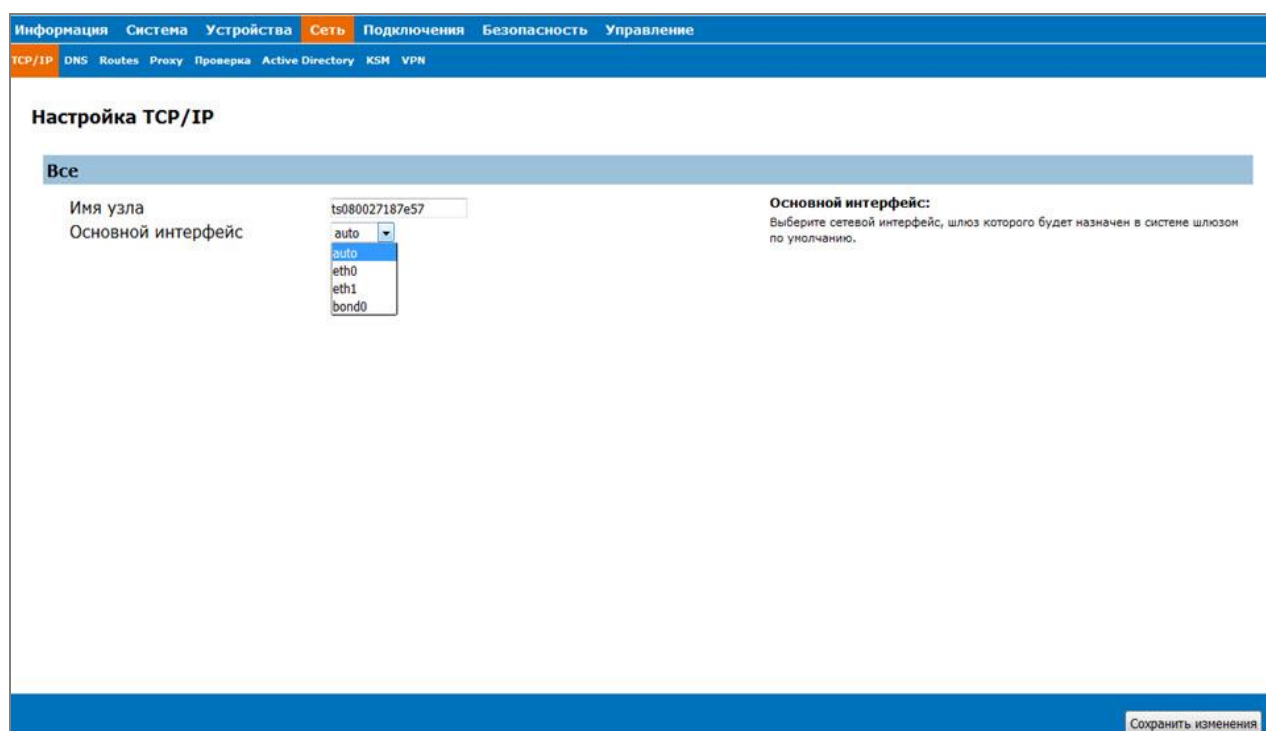 Информация Система Устройства Сеть Подключения Безопасность Управление
TCP/IP DNS Routes Proxy Проверка Active Directory KSM VPN
Настройка TCP/IP
Все
Имя узла ts080027187e57
Основной интерфейс auto
auto
eth0
eth1
bond0
Основной интерфейс:
Выберите сетевой интерфейс, шлюз которого будет назначен в системе шлюзом
по умолчанию.
Сохранить изменения